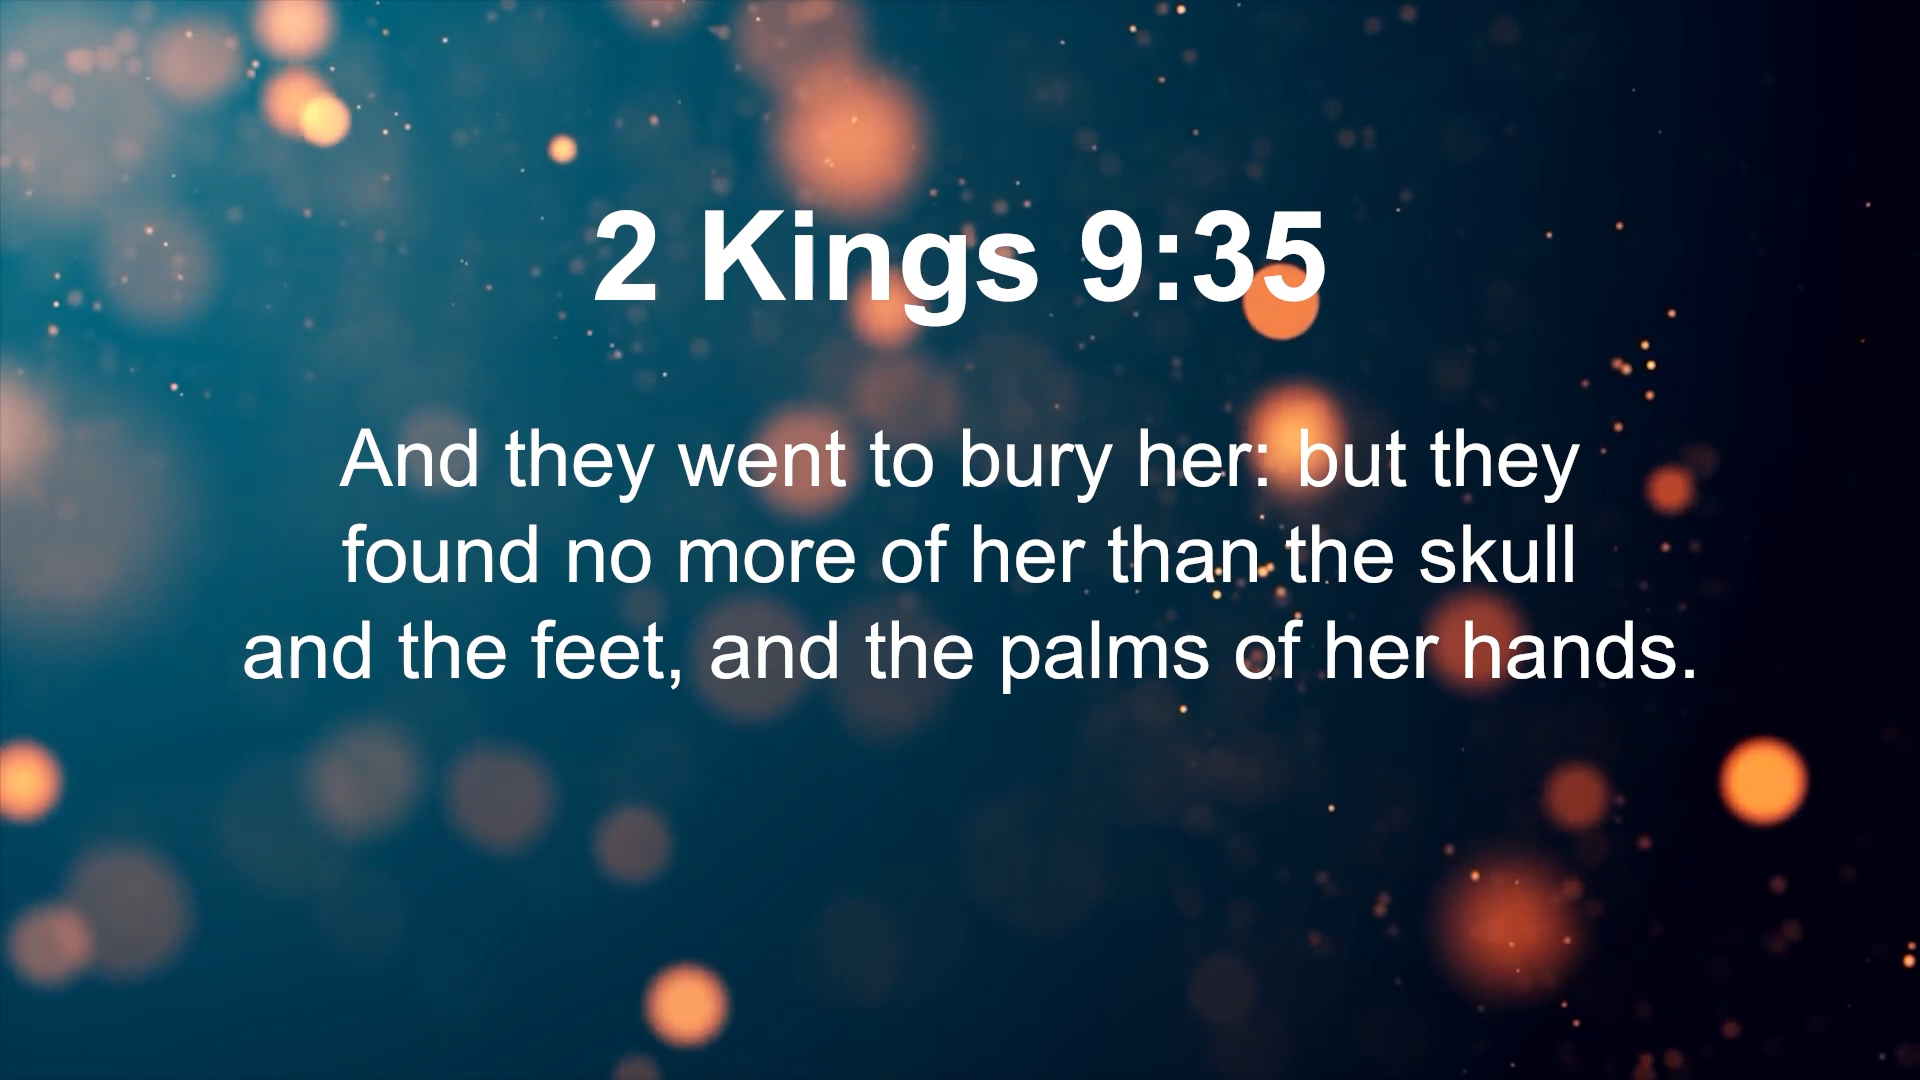 2 Kings 9:35
And they went to bury her: but they
found no more of her than the skull
and the feet, and the palms of her hands.